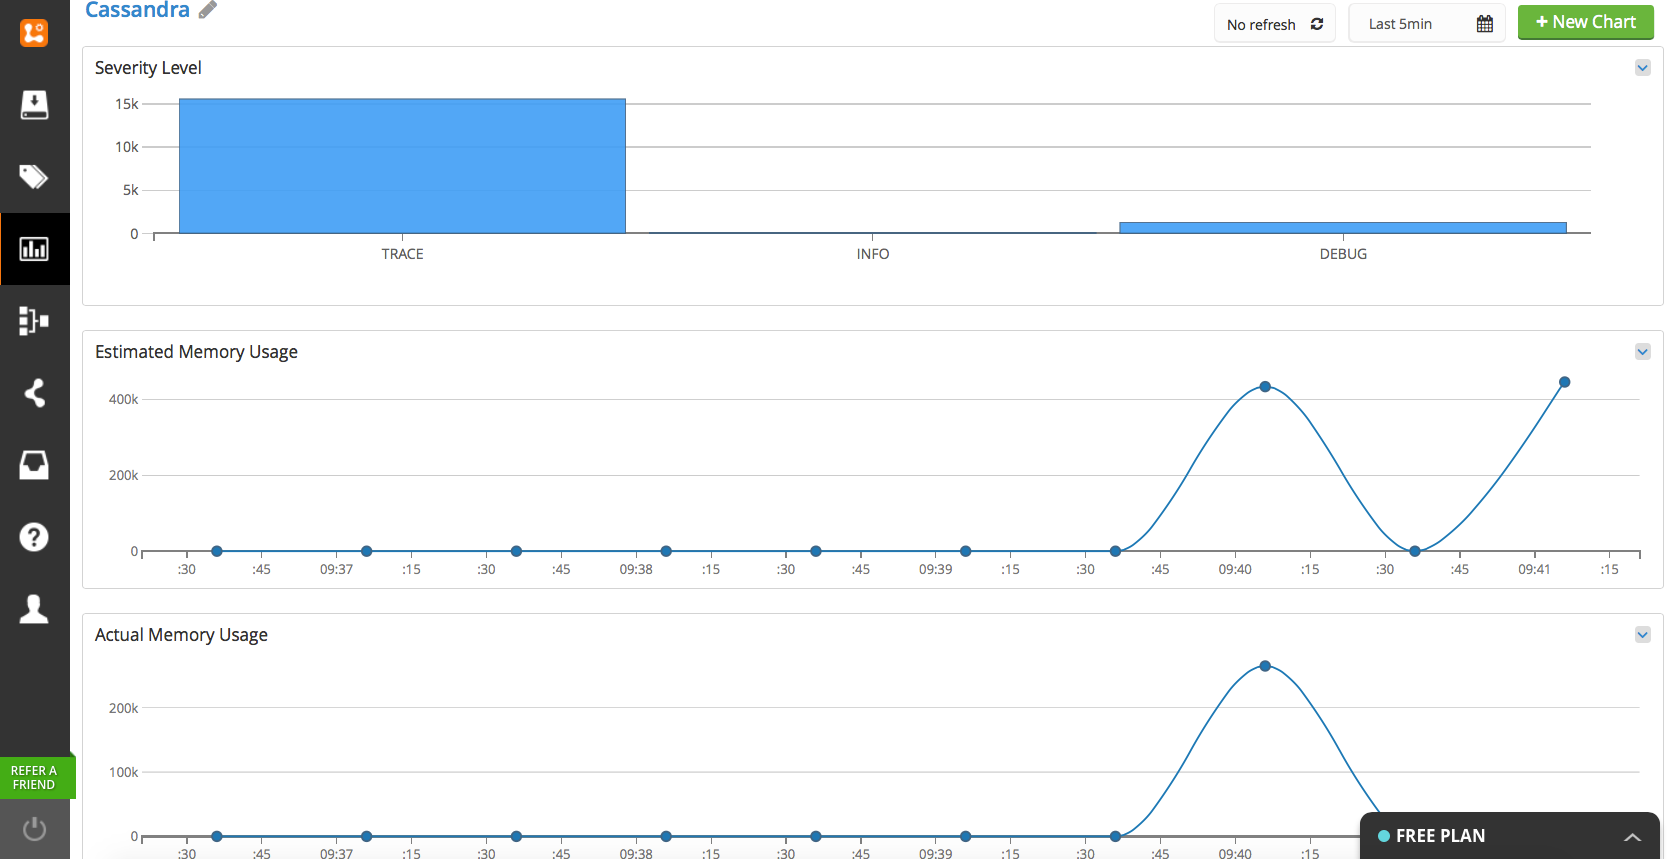 Cassandra
No refresh
Last 5min
+ New Chart
Severity Level
15k
10k
5k
0
TRACE INFO DEBUG
Estimated Memory Usage
400k
200k
0
:30 :45 09:37 :15 :30 :45 09:38 :15 :30 :45 09:39 :15 :30 :45 09:40 :15 :30 :45 09:41 :15
Actual Memory Usage
200k
100k
0
:30 :45 09:37 :15 :30 :45 09:38 :15 :30 :45 09:39 :15 :30 :45 09:40 :15
REFER A
FRIEND
FREE PLAN